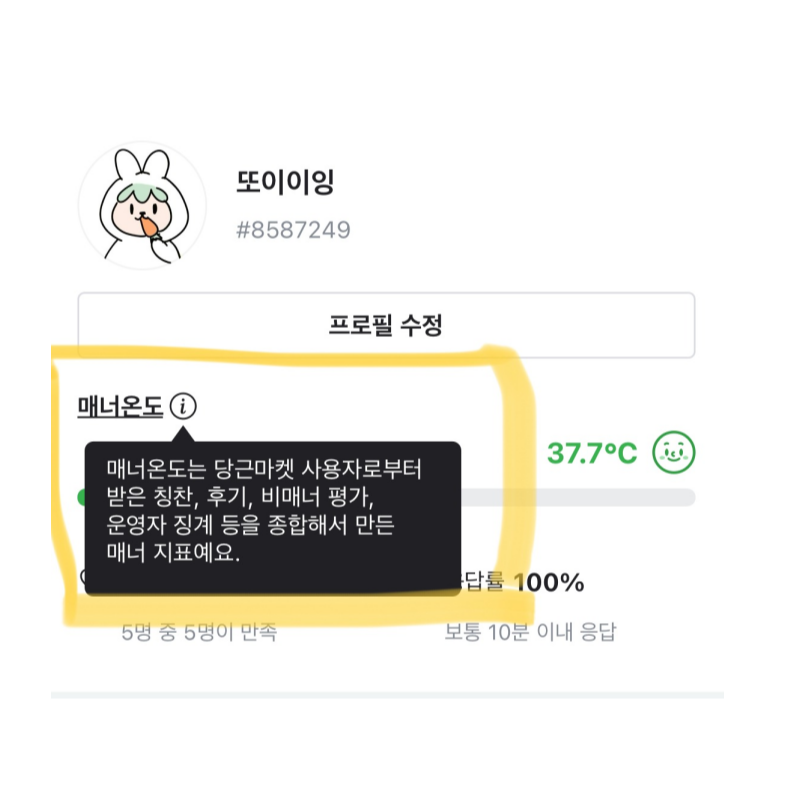 또이이잉
#8587249
프로필 수정
매너온도 i
37.7°C
매너온도는 당근마켓 사용자로부터
받은 칭찬, 후기, 비매너 평가,
운영자 징계 등을 종합해서 만든
매너 지표예요.
답률 100%
5명 중 5명이 만족
보통 10분 이내 응답